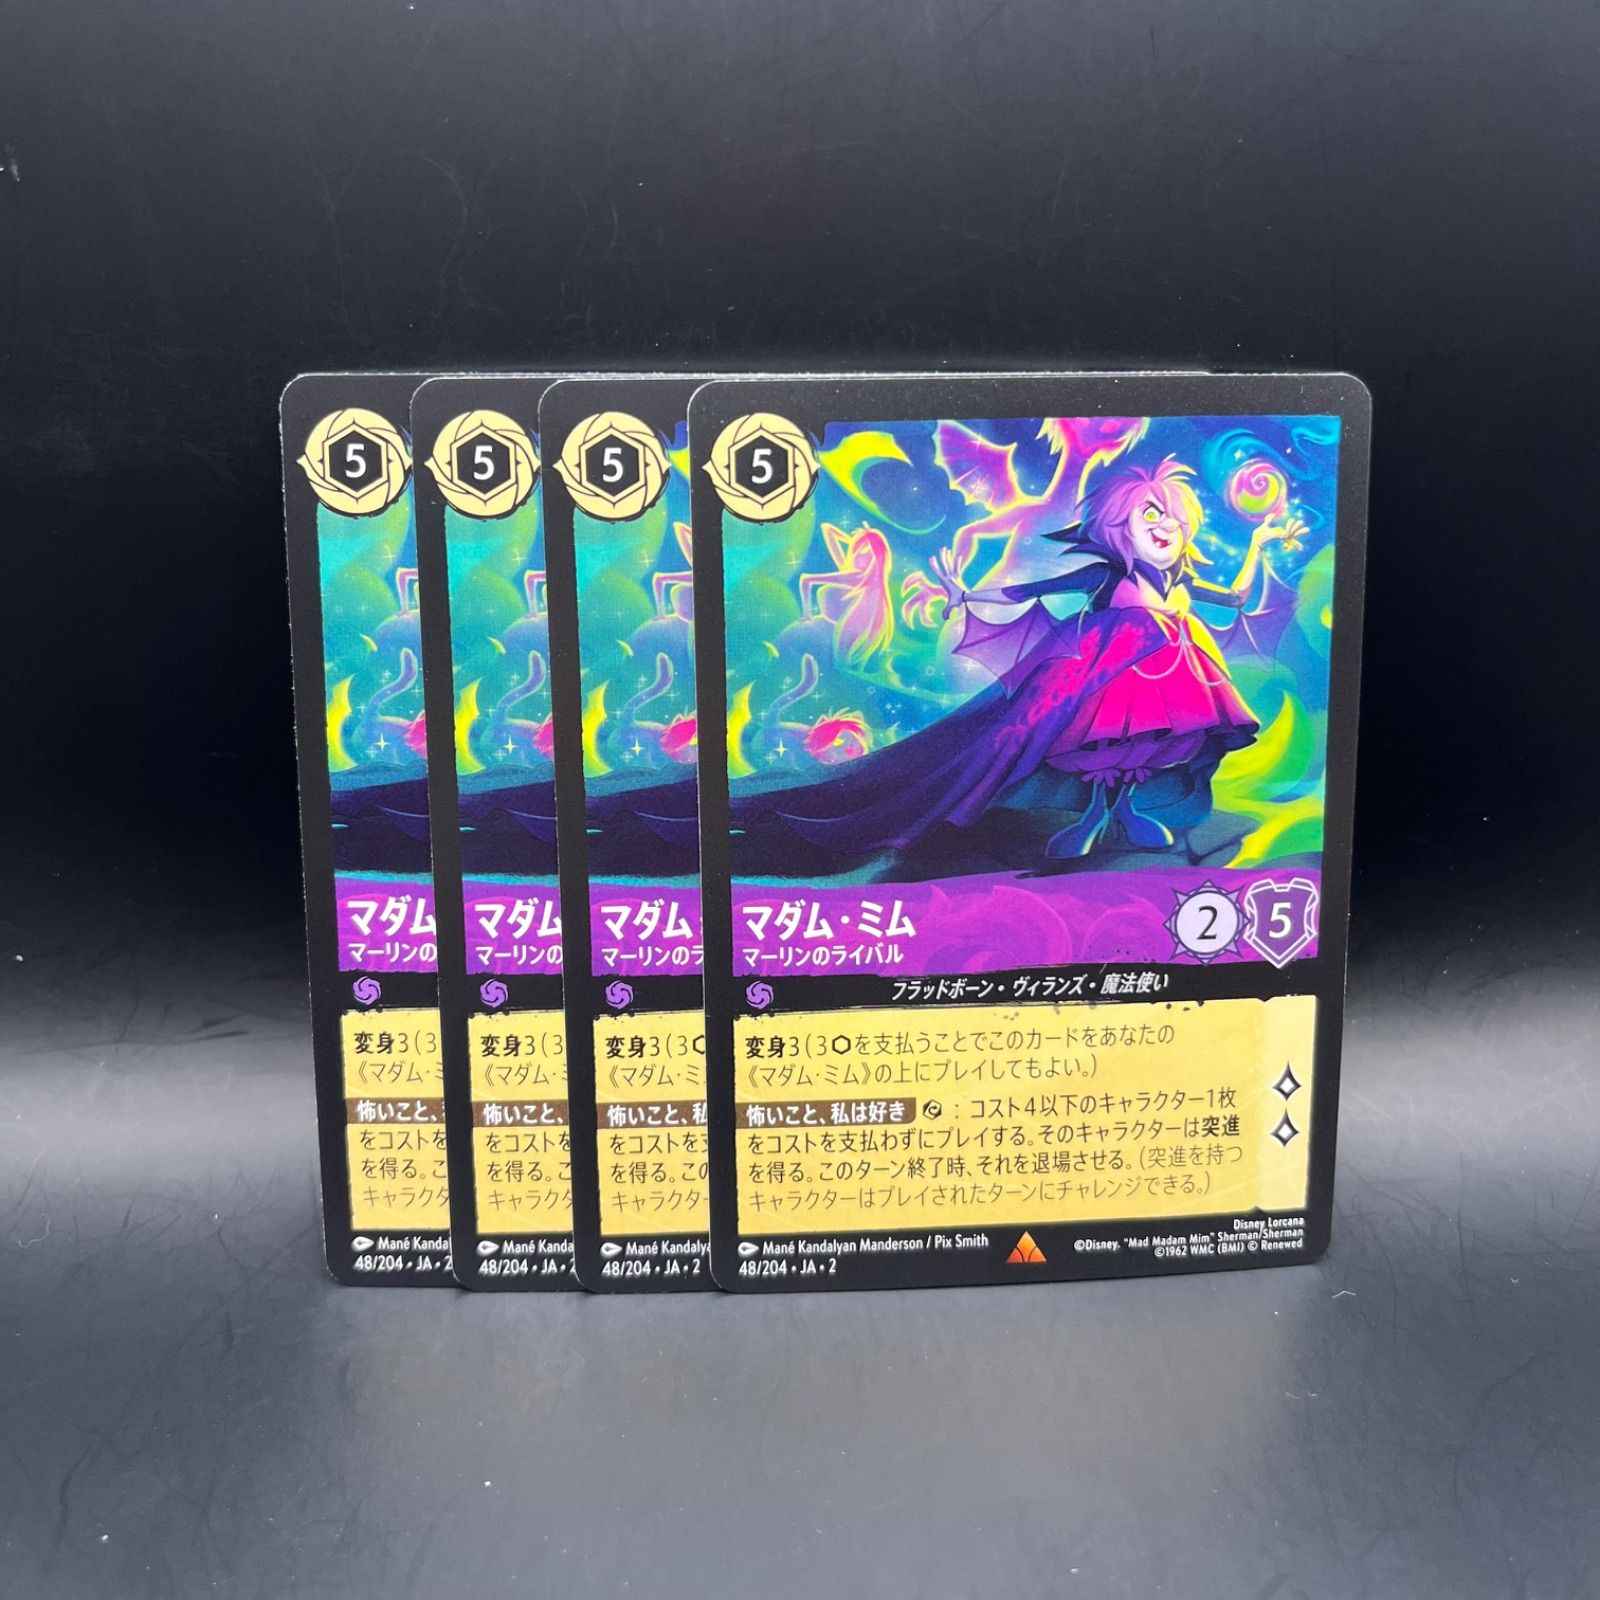 5
マダム
マーリンの
変身3(3
《マダム・ミ
怖いこと、
をコストを
を得る。こ
キャラクタ
Mané Kanda
48/204・JA・2
5
マダム
マーリンの
変身3(3
《マダム・ミ
怖いこと、
をコストを
を得る。こ
キャラクタ
Mané Kanda
48/204・JA・2
5
マダム
マーリンのラ
変身3(3
《マダム・ミ
怖いこと、私
をコストを支
を得る。この
キャラクター
Mané Kandaly
48/204・JA・2
5
マダム・ミム
マーリンのライバル
2
5
フラッドボーン・ヴィランズ・魔法使い
変身3(3⬡を支払うことでこのカードをあなたの
《マダム・ミム》の上にプレイしてもよい。)
怖いこと、私は好き : コスト4以下のキャラクター1枚
をコストを支払わずにプレイする。そのキャラクターは突進
を得る。このターン終了時、それを退場させる。(突進を持つ
キャラクターはプレイされたターンにチャレンジできる。)
Mané Kandalyan Manderson / Pix Smith
48/204・JA・2
Disney Lorcana
©Disney. "Mad Madam Mim" Sherman/Sherman
©1962 WMC (BMI) © Renewed